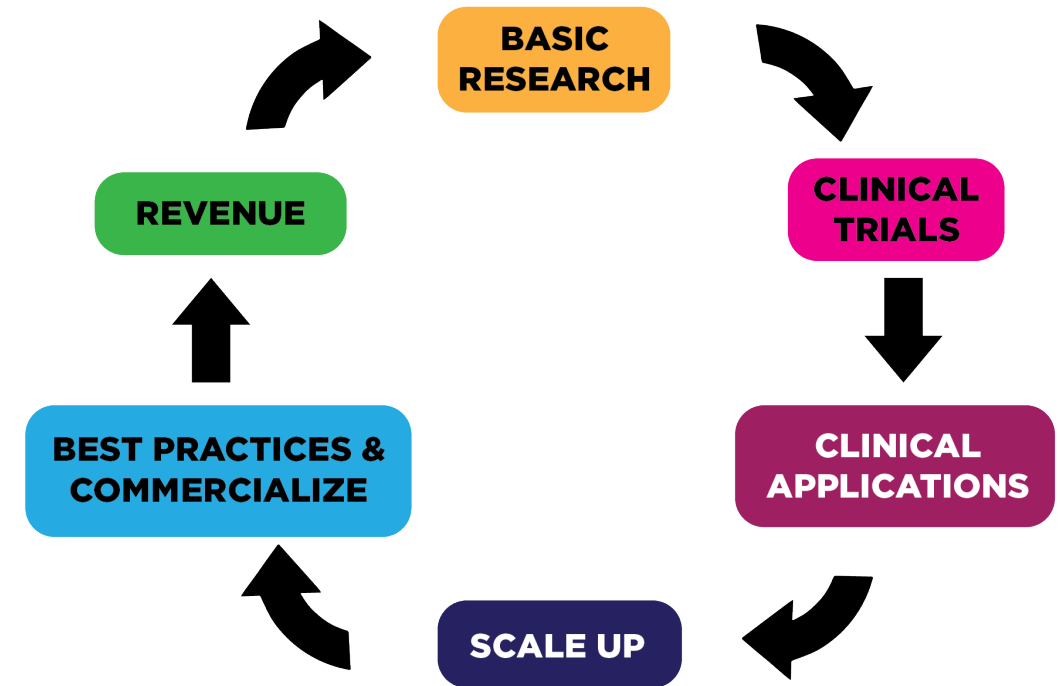 BASIC
RESEARCH
CLINICAL
TRIALS
CLINICAL
APPLICATIONS
SCALE UP
BEST PRACTICES &
COMMERCIALIZE
REVENUE